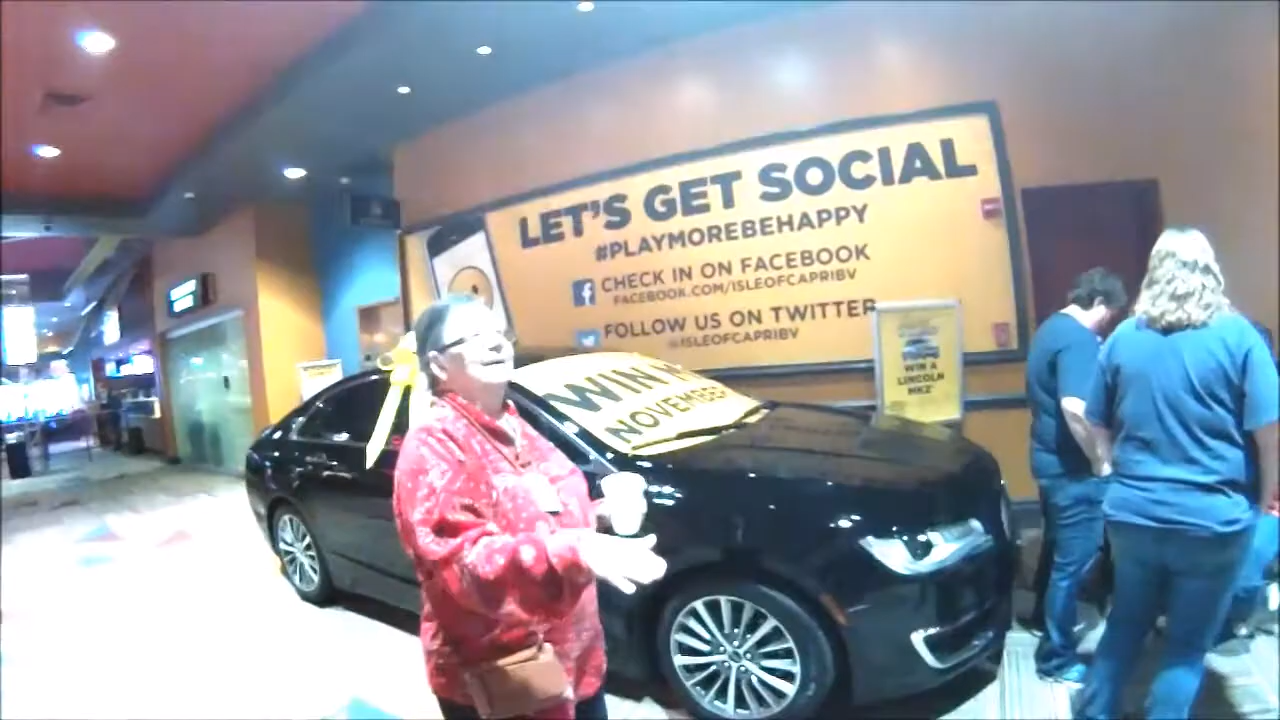 LET'S GET SOCIAL
#PLAYMOREBEHAPPY
CHECK IN ON FACEBOOK
FACEBOOK.COM/ISLEOFCAPRIBV
FOLLOW US ON TWITTER
@ISLEOFCAPRIBV
WIN
NOVEMBER
WIN A
LINCOLN
MKZ